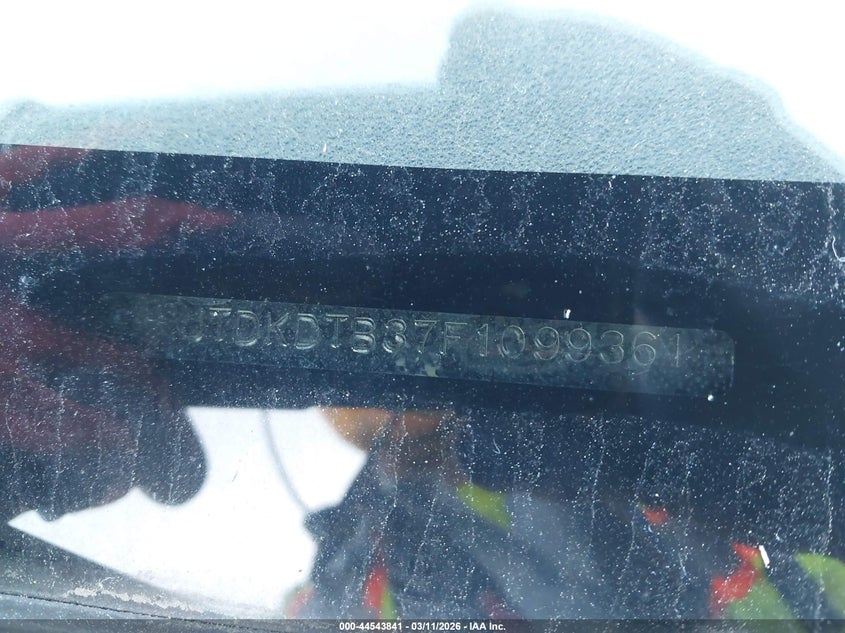 JTDKDTB37F1099361
000-44543841 - 03/11/2026 - IAA Inc.